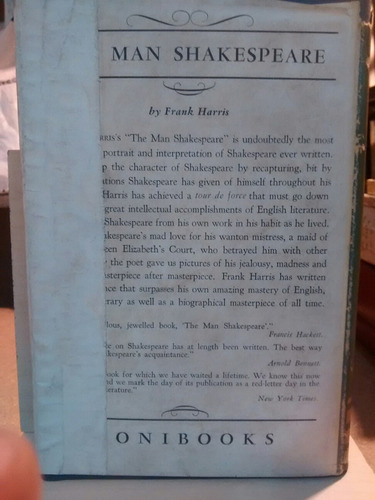 MAN SHAKESPEARE
by Frank Harris
RRIS'S "The Man Shakespeare" is undoubtedly the most
portrait and interpretation of Shakespeare ever written.
p the character of Shakespeare by recapturing, bit by
ations Shakespeare has given of himself throughout his
Harris has achieved a tour de force that must go down
great intellectual accomplishments of English literature.
Shakespeare from his own work in his habit as he lived.
akespeare's mad love for his wanton mistress, a maid of
een Elizabeth's Court, who betrayed him with other
the poet gave us pictures of his jealousy, madness and
asterpiece after masterpiece. Frank Harris has written
nce that surpasses his own amazing mastery of English,
rary as well as a biographical masterpiece of all time.
lous, jewelled book, 'The Man Shakespeare'."
Francis Hackett.
on Shakespeare has at length been written. The best way
kespeare's acquaintance."
Arnold Bennett.
ook for which we have waited a lifetime. We know this now
nd we mark the day of its publication as a red-letter day in the
iterature."
New York Times.
ONIBOOKS